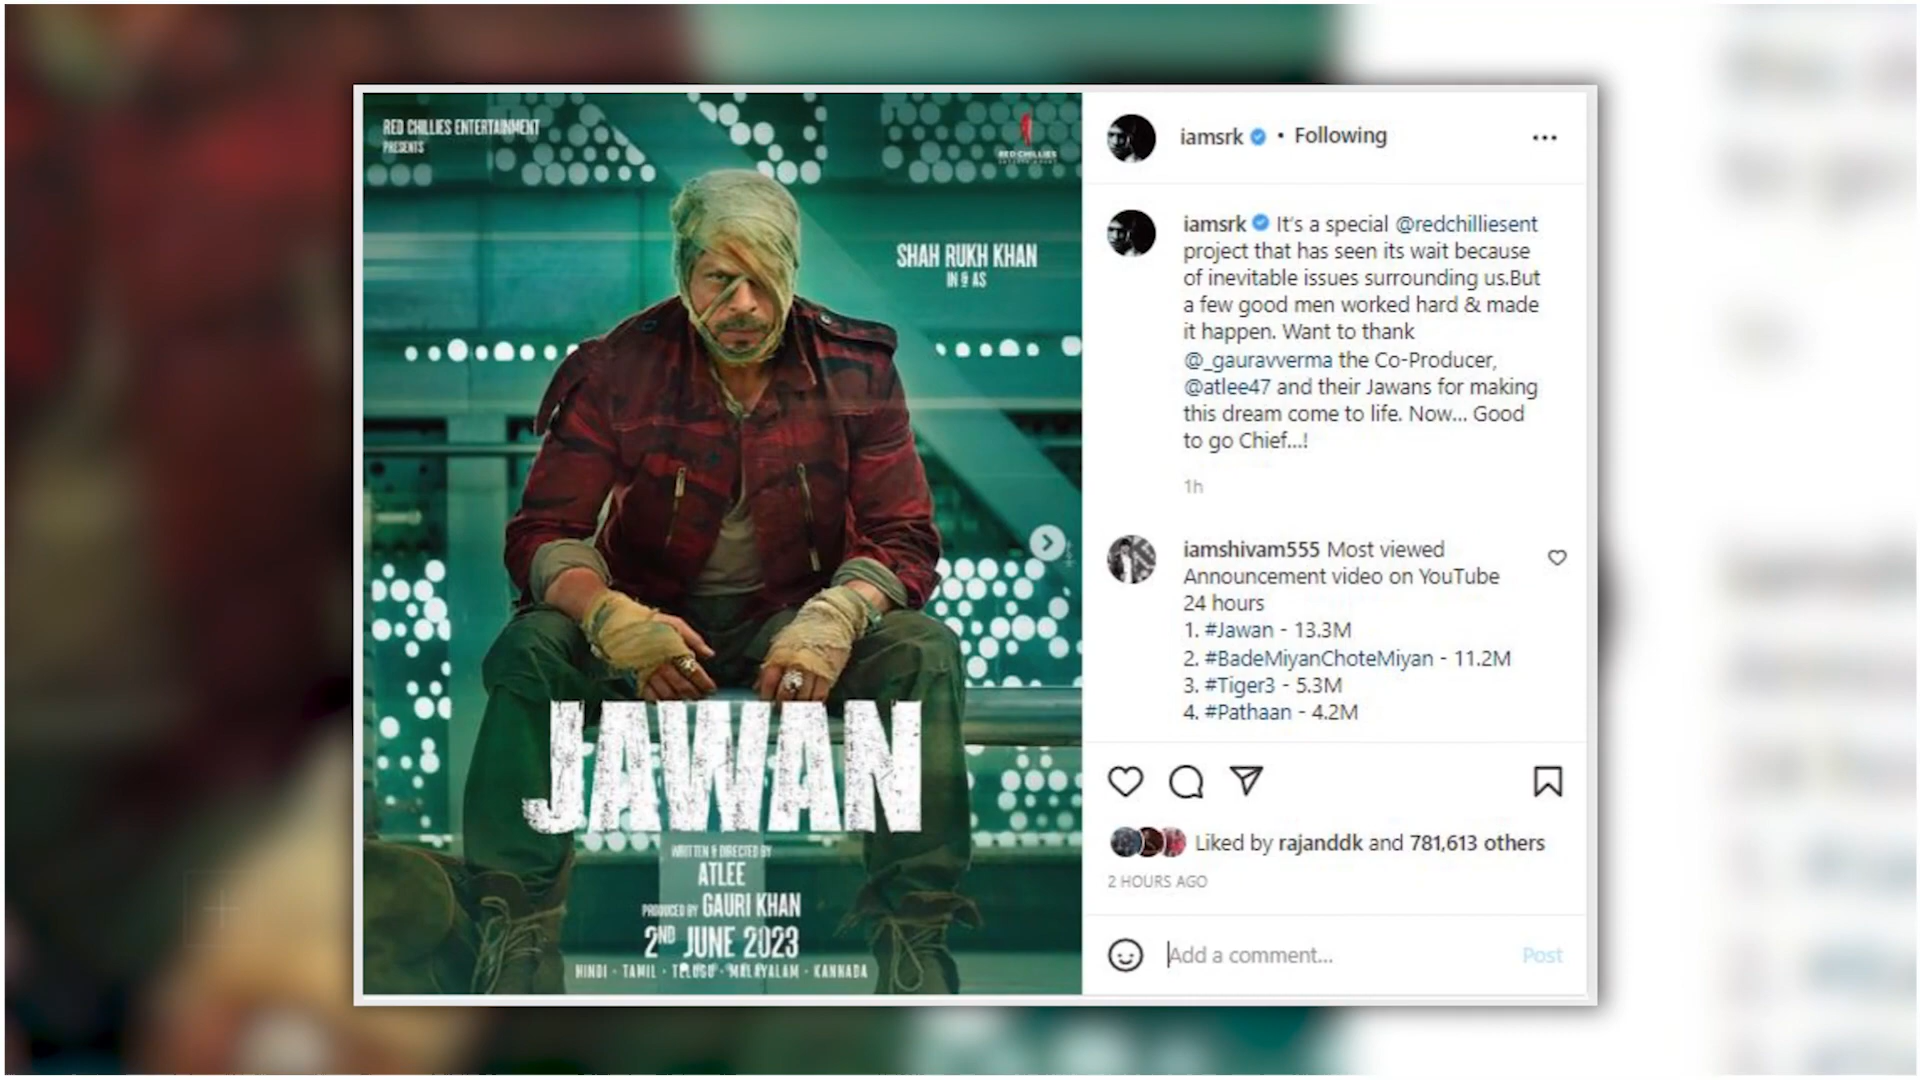 RED CHILLIES ENTERTAINMENT
PRESENTS
RED CHILLIES
ENTERTAINMENT
SHAH RUKH KHAN
IN & AS
JAWAN
WRITTEN & DIRECTED BY
ATLEE
PRODUCED BY GAURI KHAN
2ND JUNE 2023
HINDI · TAMIL · TELUGU · MALAYALAM · KANNADA
iamsrk • Following
iamsrk It's a special @redchilliesent
project that has seen its wait because
of inevitable issues surrounding us.But
a few good men worked hard & made
it happen. Want to thank
@_gauravverma the Co-Producer,
@atlee47 and their Jawans for making
this dream come to life. Now... Good
to go Chief...!
1h
iamshivam555 Most viewed
Announcement video on YouTube
24 hours
1. #Jawan - 13.3M
2. #BadeMiyanChoteMiyan - 11.2M
3. #Tiger3 - 5.3M
4. #Pathaan - 4.2M
Liked by rajanddk and 781,613 others
2 HOURS AGO
Add a comment...
Post